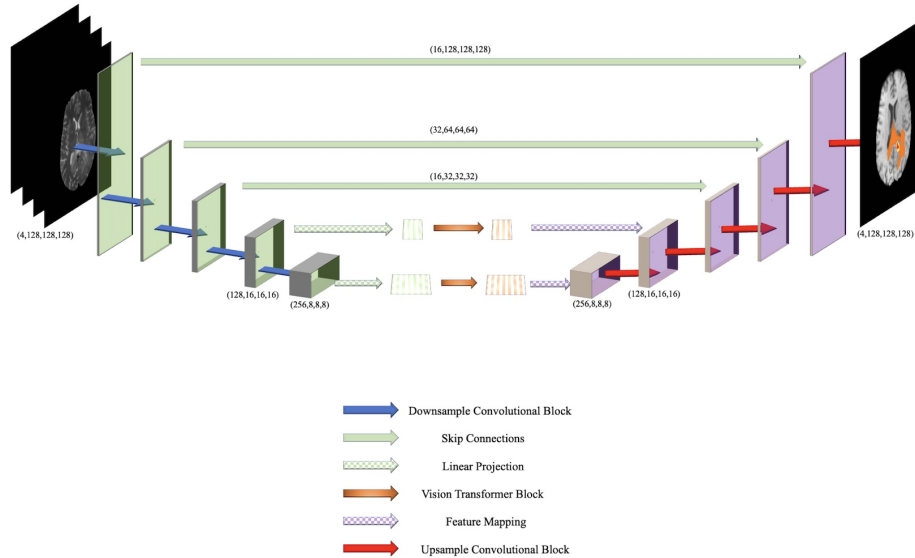 (16,128,128,128)
(32,64,64,64)
(16,32,32,32)
(4,128,128,128)
(4,128,128,128)
(128,16,16,16)
(256,8,8,8)
(256,8,8,8)
(128,16,16,16)
Downsample Convolutional Block
Skip Connections
Linear Projection
Vision Transformer Block
Feature Mapping
Upsample Convolutional Block